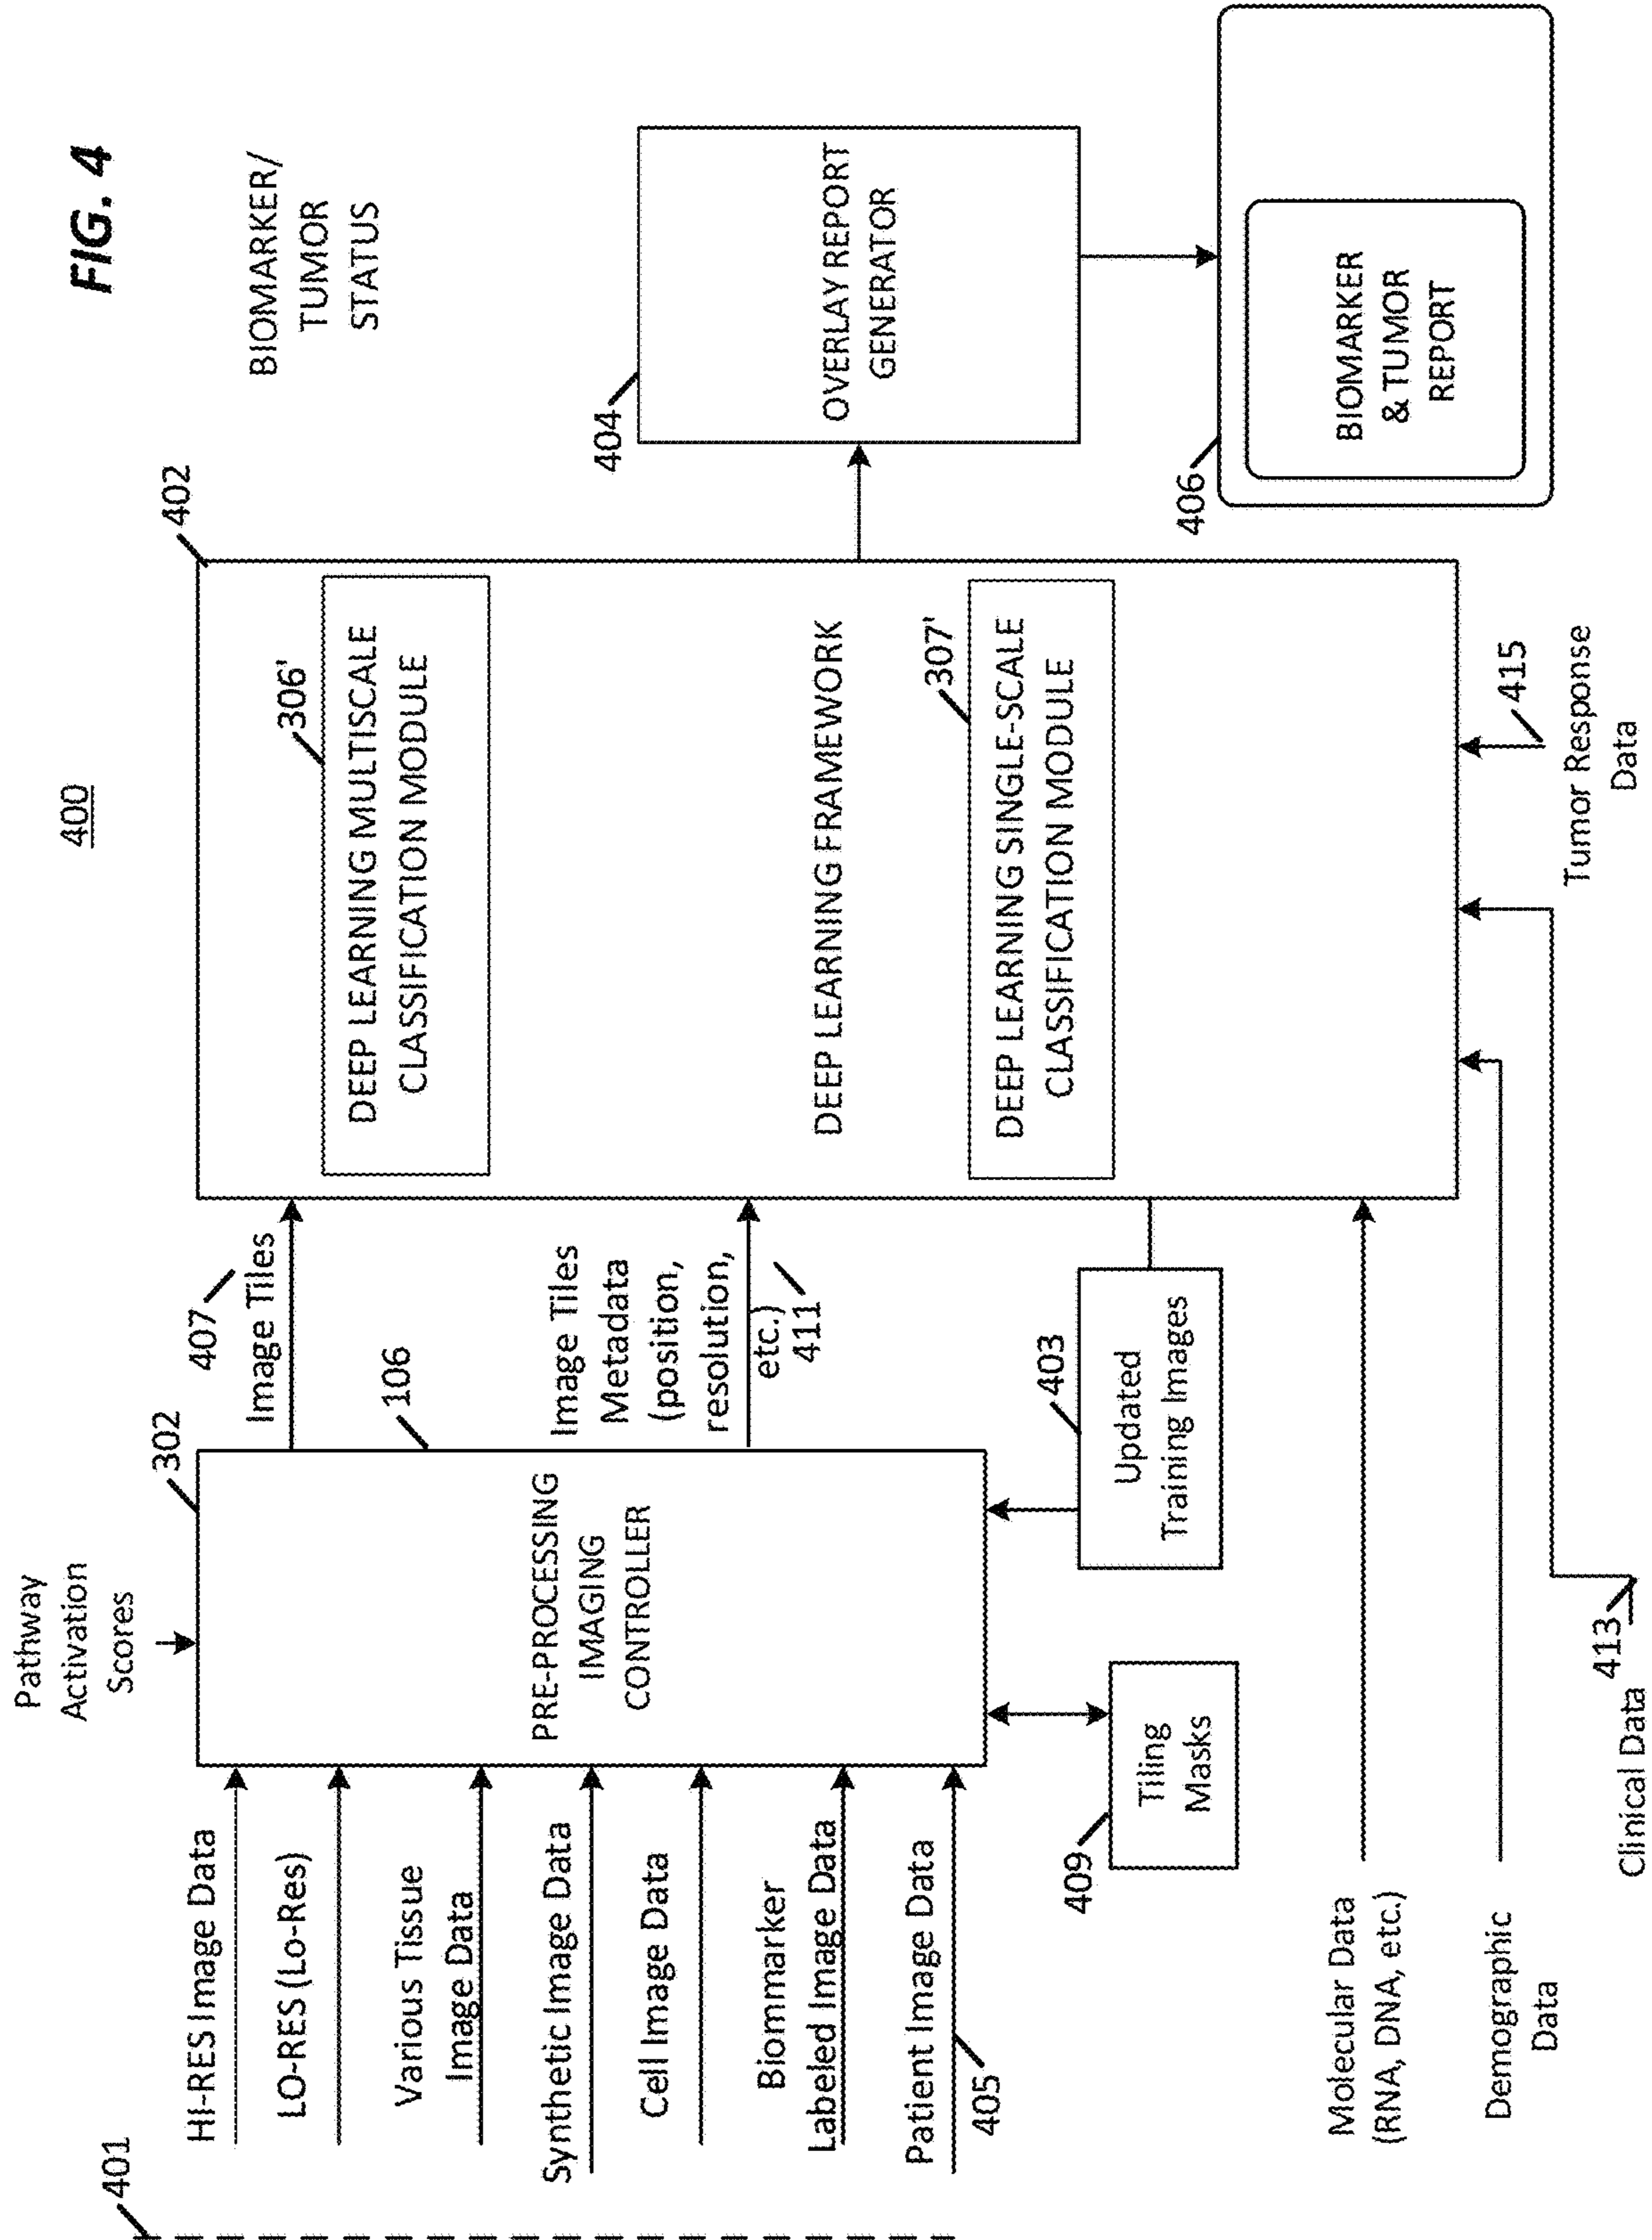 FIG. 4
400
BIOMARKER/
TUMOR
STATUS
401
Pathway
Activation
Scores
HI-RES Image Data
LO-RES (Lo-Res)
Various Tissue
Image Data
Synthetic Image Data
Cell Image Data
Biommarker
Labeled Image Data
Patient Image Data
405
302
106
PRE-PROCESSING
IMAGING
CONTROLLER
409
Tiling
Masks
403
Updated
Training Images
407
Image Tiles
Image Tiles
Metadata
(position,
resolution,
etc.)
411
402
306'
DEEP LEARNING MULTISCALE
CLASSIFICATION MODULE
DEEP LEARNING FRAMEWORK
307'
DEEP LEARNING SINGLE-SCALE
CLASSIFICATION MODULE
404
OVERLAY REPORT
GENERATOR
406
BIOMARKER
& TUMOR
REPORT
Molecular Data
(RNA, DNA, etc.)
Demographic
Data
Clinical Data
413
415
Tumor Response
Data